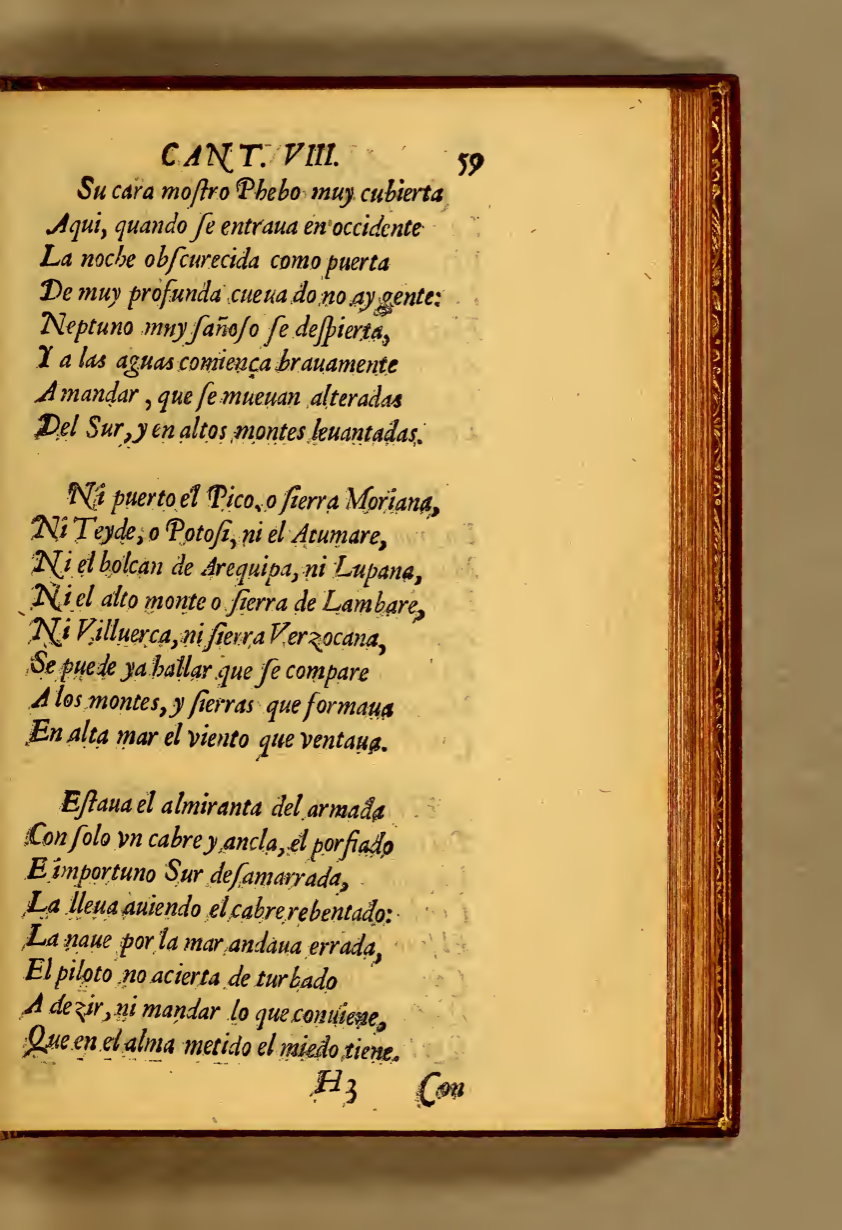 CANT. VIII. 59
Su cara moſtro Phebo muy cubierta
Aqui, quando ſe entraua en occidente
La noche obſcurecida como puerta
De muy profunda cueua do no ay gente:
Neptuno muy ſañoſo ſe deſpierta,
Y a las aguas comiença brauamente
A mandar, que ſe mueuan alteradas
Del Sur, y en altos montes leuantadas.
Ni puerto el Pico, o ſierra Moriana,
Ni Teyde, o Potoſi, ni el Atumare,
Ni el bolcan de Arequipa, ni Lupana,
Ni el alto monte o ſierra de Lambare,
Ni Villuerca, ni ſierra Verzocana,
Se puede ya hallar que ſe compare
A los montes, y ſierras que formaua
En alta mar el viento que ventaua.
Eſtaua el almiranta del armada
Con ſolo vn cabre y ancla, el porfiado
E importuno Sur deſamarrada,
La lleua auiendo el cabre rebentado:
La naue por la mar andaua errada,
El piloto no acierta de turbado
A dezir, ni mandar lo que conuiene,
Que en el alma metido el miedo tiene.
H3 Con